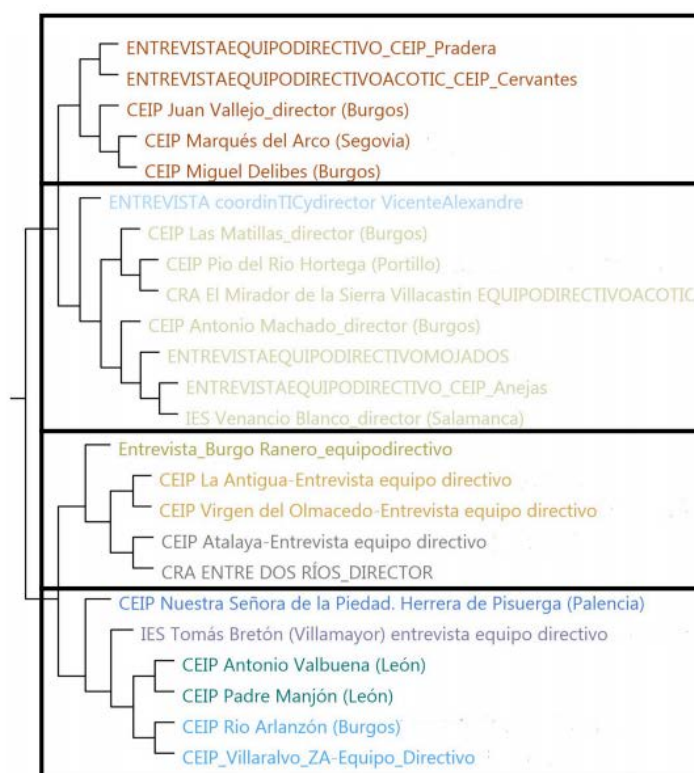 ENTREVISTAEQUIPODIRECTIVO_CEIP_Pradera
ENTREVISTAEQUIPODIRECTIVOACOTIC_CEIP_Cervantes
CEIP Juan Vallejo_director (Burgos)
CEIP Marqués del Arco (Segovia)
CEIP Miguel Delibes (Burgos)
ENTREVISTA coordinTICydirector VicenteAlexandre
CEIP Las Matillas_director (Burgos)
CEIP Pio del Rio Hortega (Portillo)
CRA El Mirador de la Sierra Villacastin EQUIPODIRECTIVOACOTIC
CEIP Antonio Machado_director (Burgos)
ENTREVISTAEQUIPODIRECTIVOMOJADOS
ENTREVISTAEQUIPODIRECTIVO_CEIP_Anejas
IES Venancio Blanco_director (Salamanca)
Entrevista_Burgo Ranero_equipodirectivo
CEIP La Antigua-Entrevista equipo directivo
CEIP Virgen del Olmacedo-Entrevista equipo directivo
CEIP Atalaya-Entrevista equipo directivo
CRA ENTRE DOS RÍOS_DIRECTOR
CEIP Nuestra Señora de la Piedad. Herrera de Pisuerga (Palencia)
IES Tomás Bretón (Villamayor) entrevista equipo directivo
CEIP Antonio Valbuena (León)
CEIP Padre Manjón (León)
CEIP Rio Arlanzón (Burgos)
CEIP_Villaralvo_ZA-Equipo_Directivo